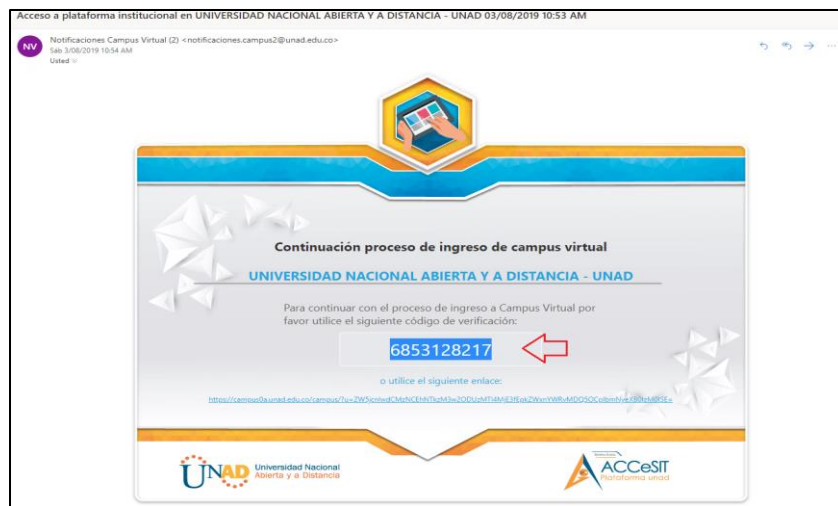 Acceso a plataforma institucional en UNIVERSIDAD NACIONAL ABIERTA Y A DISTANCIA - UNAD 03/08/2019 10:53 AM
NV
Notificaciones Campus Virtual (2) <notificaciones.campus2@unad.edu.co>
Sáb 3/08/2019 10:54 AM
Usted
Continuación proceso de ingreso de campus virtual
UNIVERSIDAD NACIONAL ABIERTA Y A DISTANCIA - UNAD
Para continuar con el proceso de ingreso a Campus Virtual por
favor utilice el siguiente código de verificación:
6853128217
o utilice el siguiente enlace:
UNAD Universidad Nacional
Abierta y a Distancia
ACCeSIT
Plataforma unad